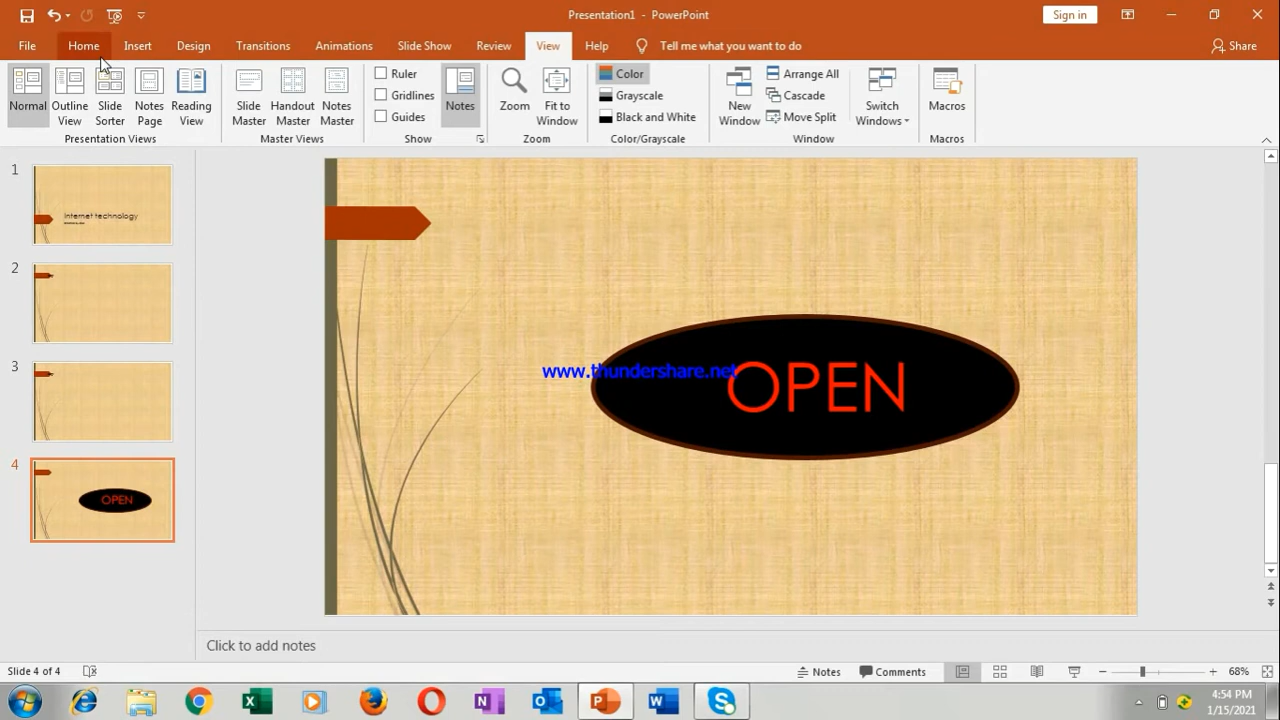 Presentation1 - PowerPoint
Sign in
File Home Insert Design Transitions Animations Slide Show Review View Help Tell me what you want to do Share
Normal
Outline View
Slide Sorter
Notes Page
Reading View
Presentation Views
Slide Master
Handout Master
Notes Master
Master Views
Ruler
Gridlines
Guides
Show
Notes
Zoom
Fit to Window
Zoom
Color
Grayscale
Black and White
Color/Grayscale
New Window
Arrange All
Cascade
Move Split
Switch Windows
Window
Macros
Macros
1
Internet technology
2
3
4
OPEN
www.thundershare.net
OPEN
Click to add notes
Slide 4 of 4
Notes
Comments
68%
4:54 PM
1/15/2021